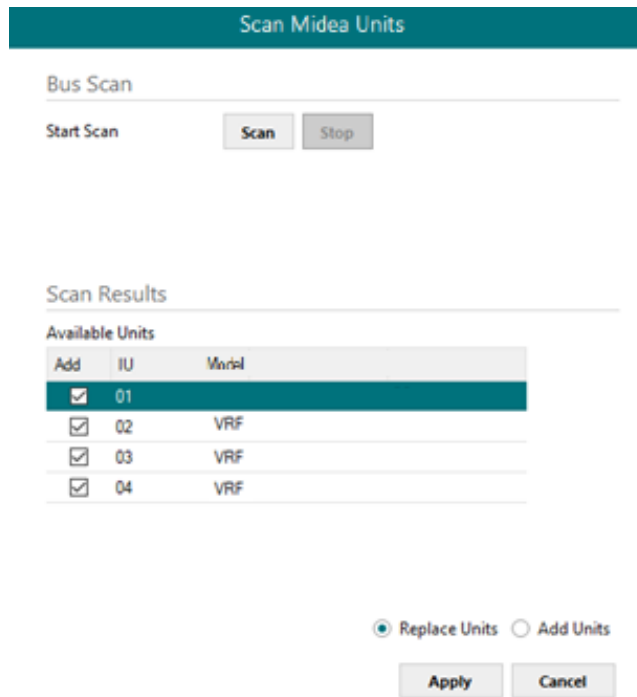 Scan Midea Units
Bus Scan
Start Scan Scan Stop
Scan Results
Available Units
Add IU Model
01
02 VRF
03 VRF
04 VRF
Replace Units Add Units
Apply Cancel